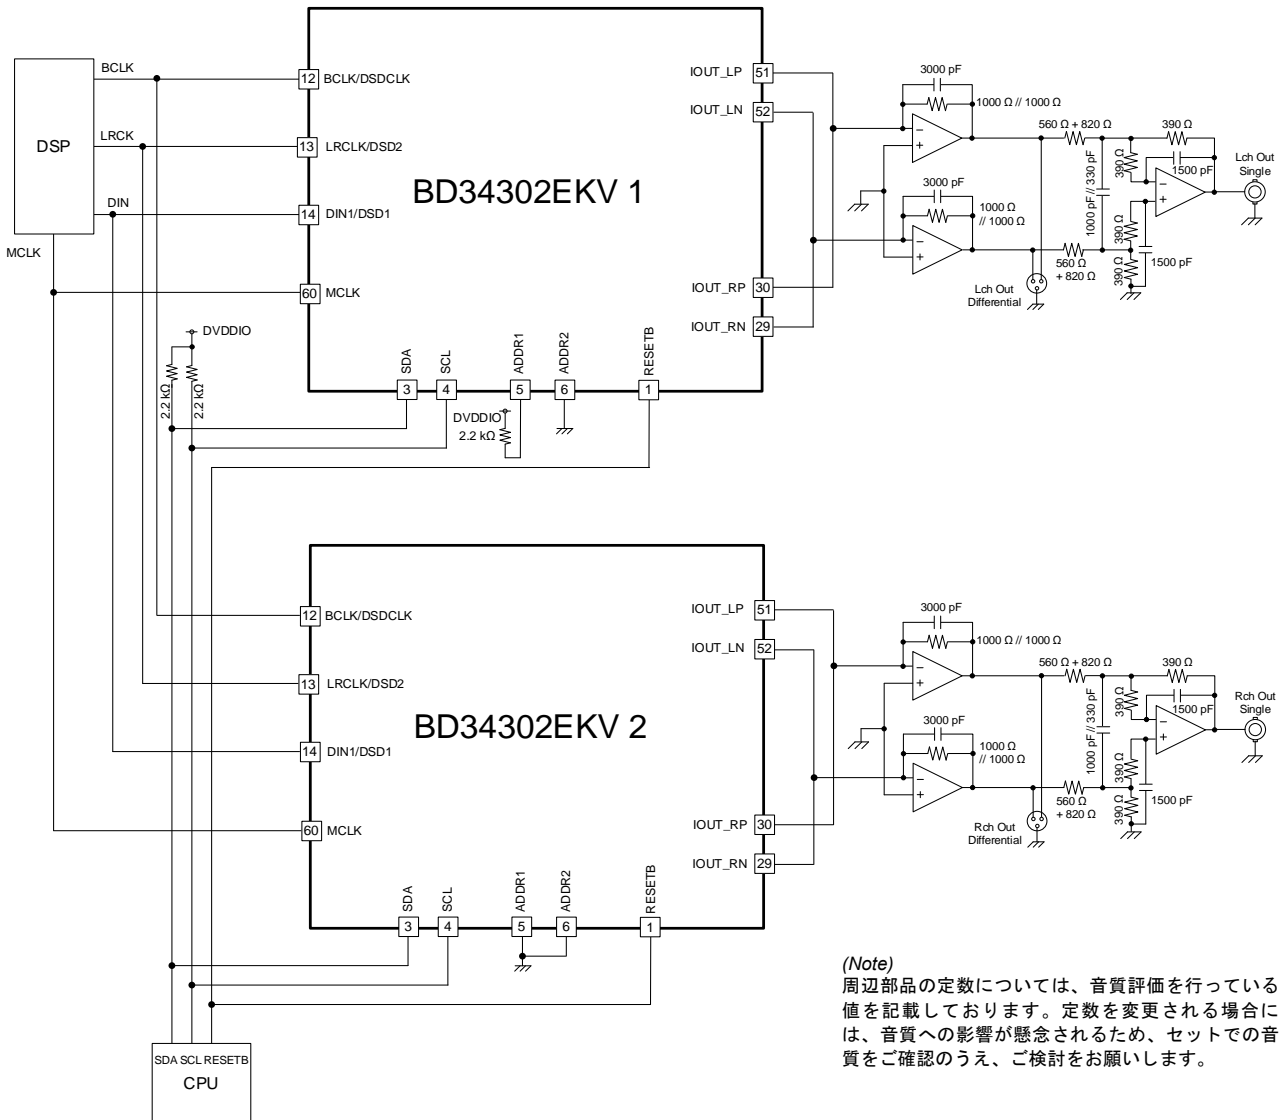 DSP
BCLK
LRCK
DIN
MCLK
BD34302EKV 1
12 BCLK/DSDCLK
13 LRCLK/DSD2
14 DIN1/DSD1
60 MCLK
IOUT_LP 51
IOUT_LN 52
IOUT_RP 30
IOUT_RN 29
SDA
SCL
ADDR1
ADDR2
RESETB
3
4
5
6
1
DVDDIO
2.2 kΩ
2.2 kΩ
DVDDIO
2.2 kΩ
3000 pF
1000 Ω // 1000 Ω
3000 pF
1000 Ω
// 1000 Ω
560 Ω + 820 Ω
390 Ω
390 Ω
1500 pF
1000 pF // 330 pF
390 Ω
390 Ω
1500 pF
560 Ω
+ 820 Ω
Lch Out
Single
Lch Out
Differential
BD34302EKV 2
12 BCLK/DSDCLK
13 LRCLK/DSD2
14 DIN1/DSD1
60 MCLK
IOUT_LP 51
IOUT_LN 52
IOUT_RP 30
IOUT_RN 29
SDA
SCL
ADDR1
ADDR2
RESETB
3
4
5
6
1
3000 pF
1000 Ω // 1000 Ω
3000 pF
1000 Ω
// 1000 Ω
560 Ω + 820 Ω
390 Ω
390 Ω
1500 pF
1000 pF // 330 pF
390 Ω
390 Ω
1500 pF
560 Ω
+ 820 Ω
Rch Out
Single
Rch Out
Differential
SDA SCL RESETB
CPU
(Note)
周辺部品の定数については、音質評価を行っている
値を記載しております。定数を変更される場合に
は、音質への影響が懸念されるため、セットでの音
質をご確認のうえ、ご検討をお願いします。